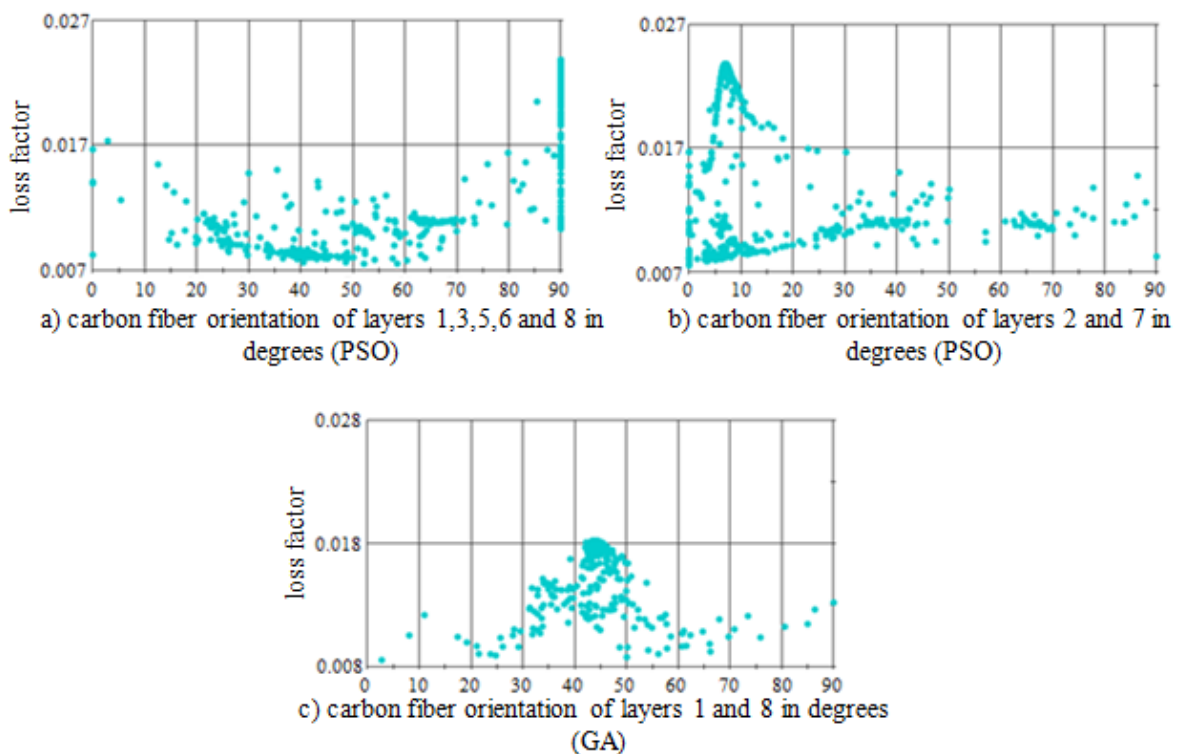 0.027
0.017
0.007
loss factor
0 10 20 30 40 50 60 70 80 90
a) carbon fiber orientation of layers 1,3,5,6 and 8 in
degrees (PSO)
0.027
0.017
0.007
loss factor
0 10 20 30 40 50 60 70 80 90
b) carbon fiber orientation of layers 2 and 7 in
degrees (PSO)
0.028
0.018
0.008
loss factor
0 10 20 30 40 50 60 70 80 90
c) carbon fiber orientation of layers 1 and 8 in degrees
(GA)